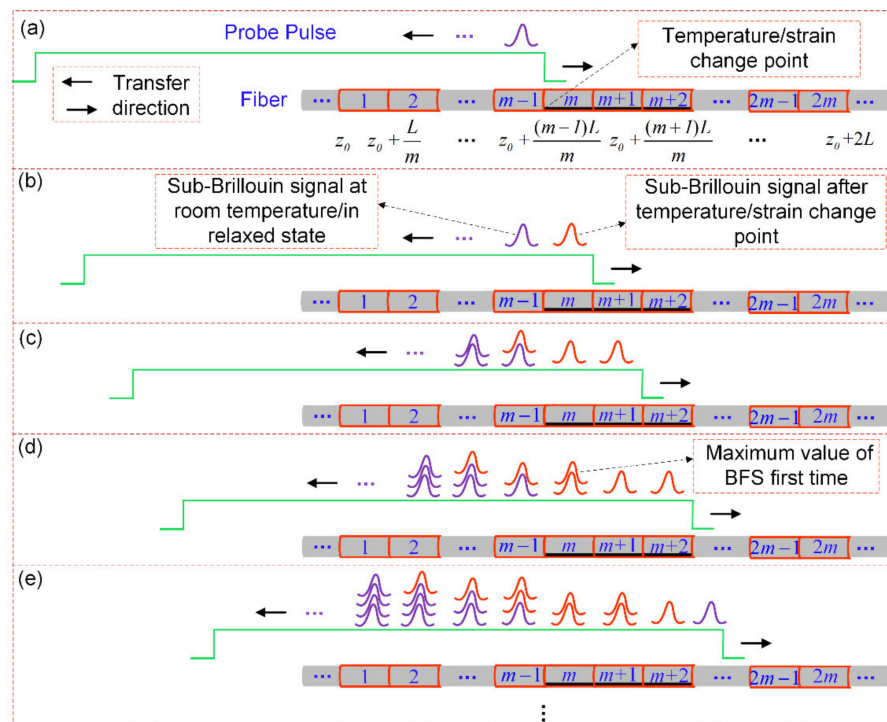 (a)
Probe Pulse
...
Temperature/strain
change point
Transfer
direction
Fiber
... 1 2 ... m−1 m m+1 m+2 ... 2m−1 2m ...
z₀ z₀ + L/m ... z₀ + (m−1)L/m z₀ + (m+1)L/m ... z₀ + 2L
(b)
Sub-Brillouin signal at
room temperature/in
relaxed state
Sub-Brillouin signal after
temperature/strain change
point
...
... 1 2 ... m−1 m m+1 m+2 ... 2m−1 2m ...
(c)
...
... 1 2 ... m−1 m m+1 m+2 ... 2m−1 2m ...
(d)
Maximum value of
BFS first time
...
... 1 2 ... m−1 m m+1 m+2 ... 2m−1 2m ...
(e)
...
... 1 2 ... m−1 m m+1 m+2 ... 2m−1 2m ...
⋮